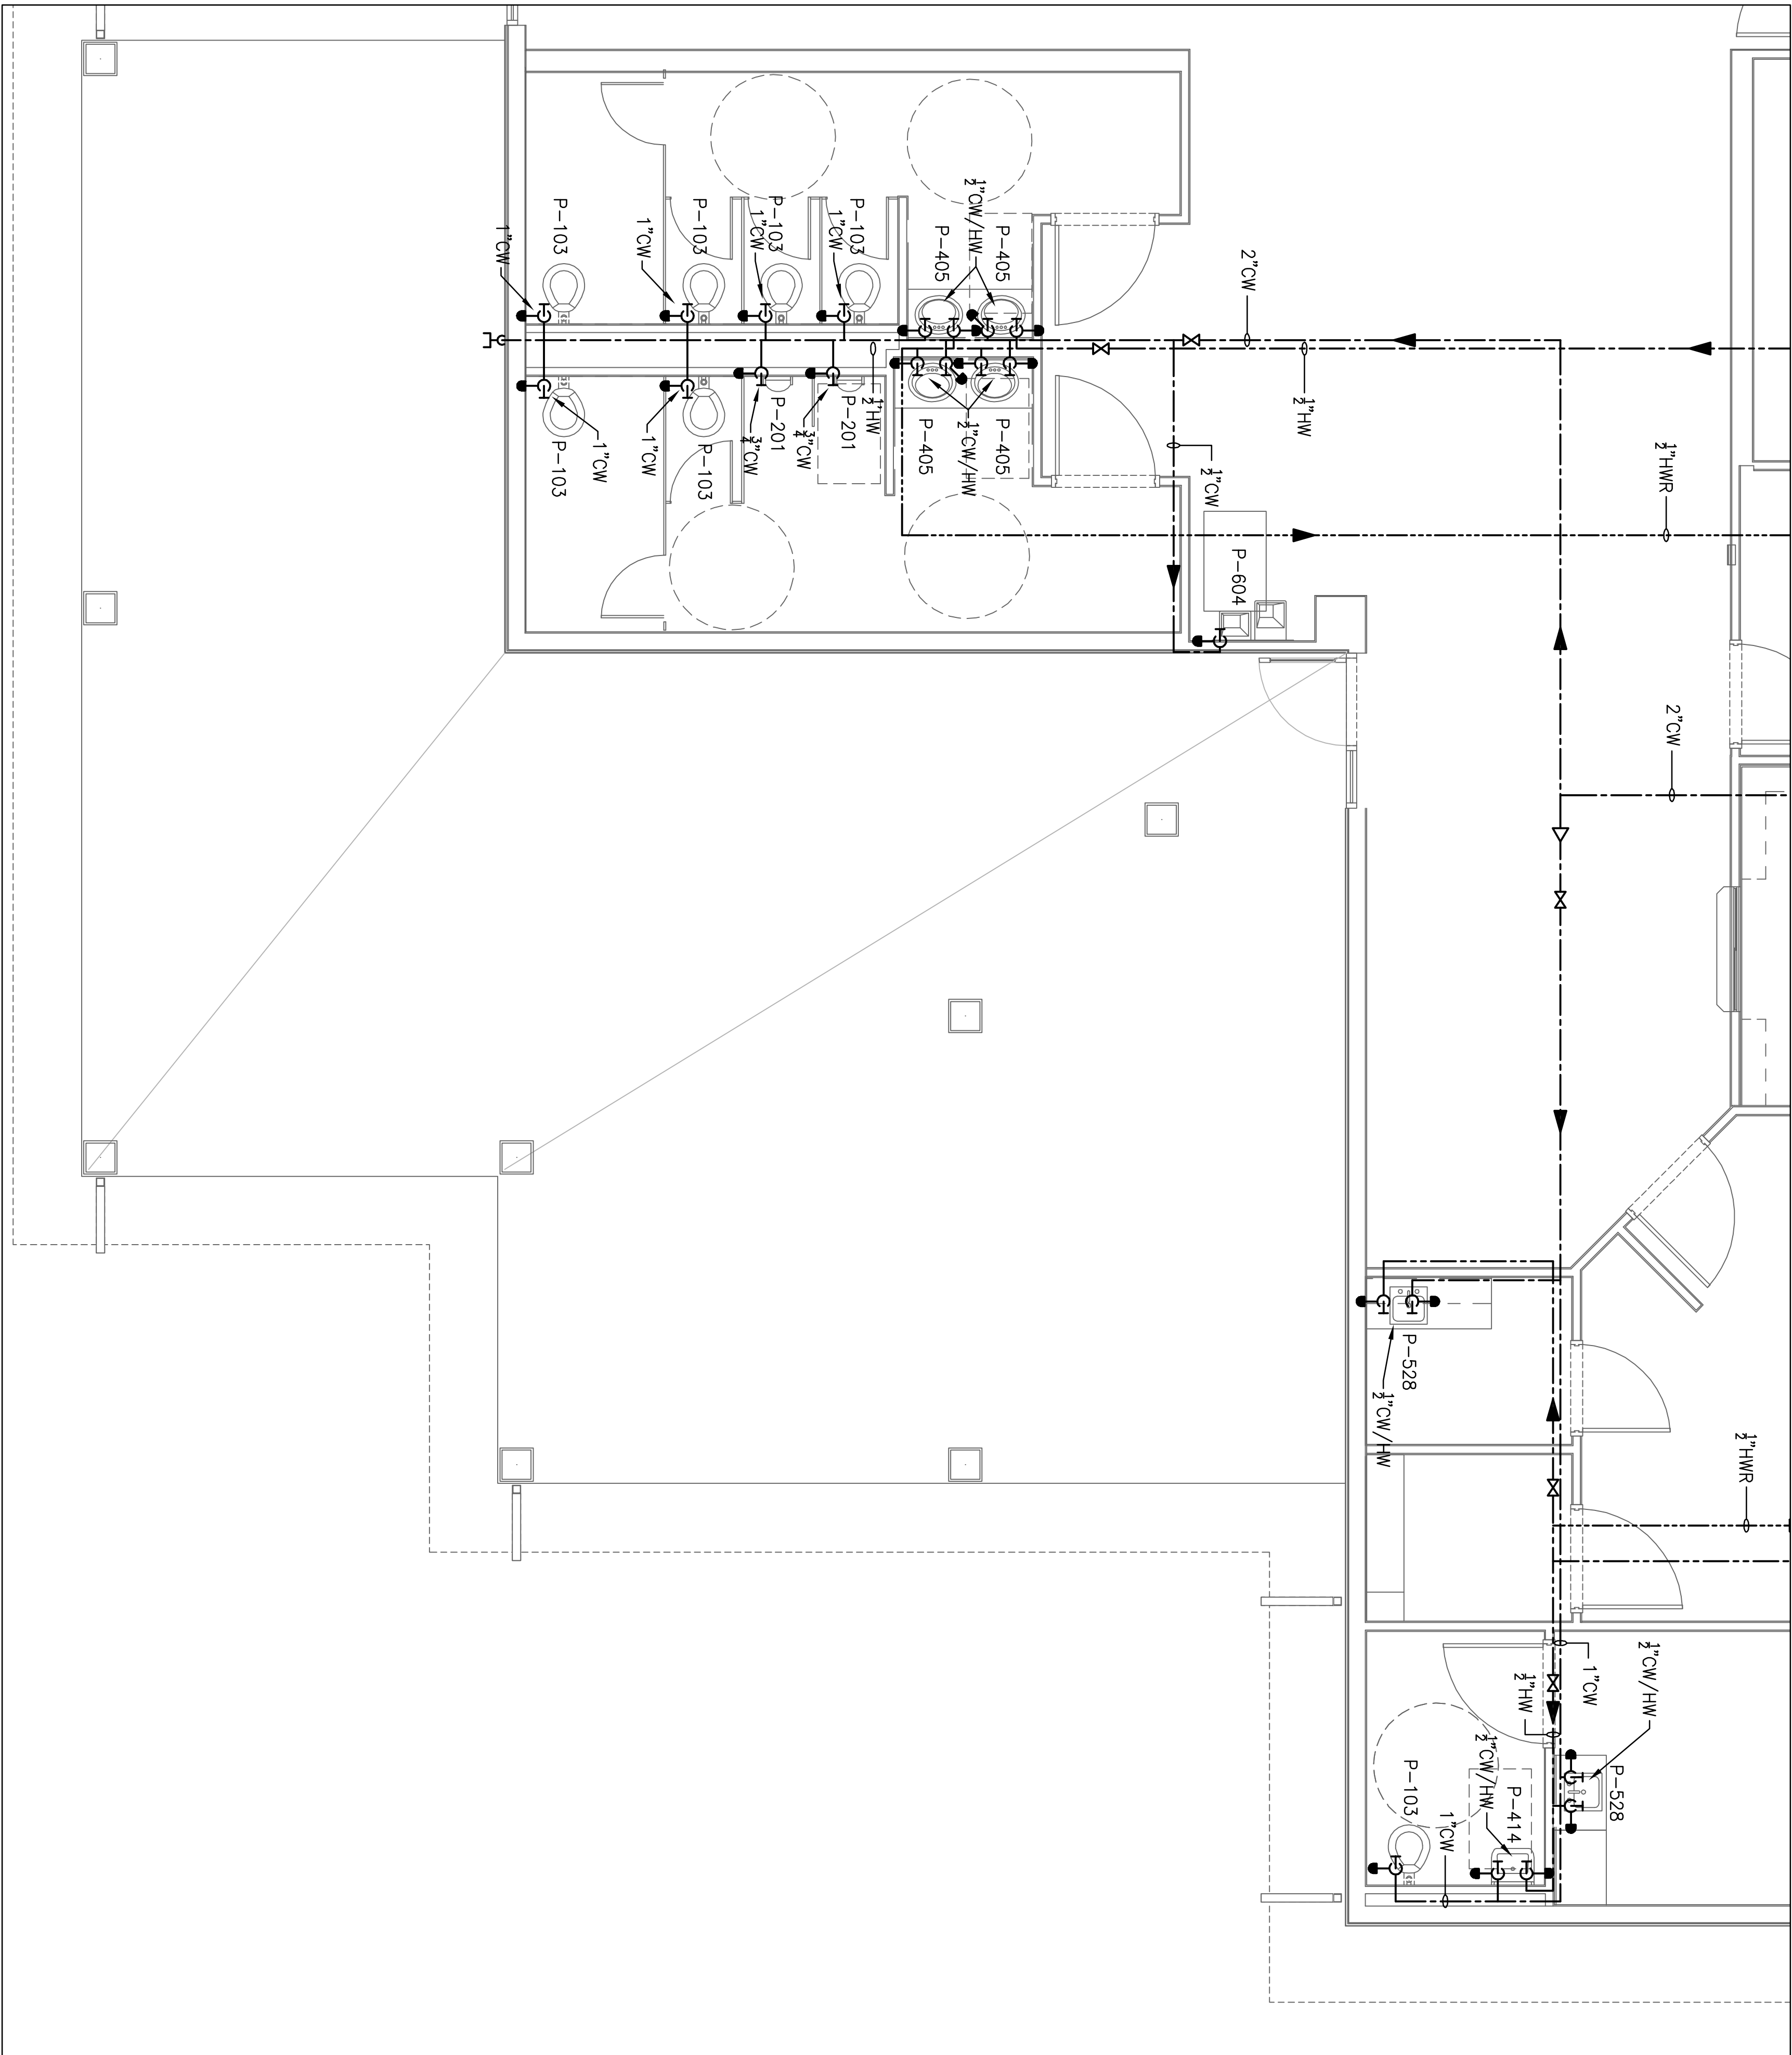 ½"HWR
2"CW
½"HWR
½"CW/HW
P-528
1"CW
½"HW
P-414
½"CW/HW
1"CW
P-103
P-528
½"CW/HW
½"HW
2"CW
P-604
½"CW
P-405
P-405
½"CW/HW
½"CW/HW
P-405
P-405
½"HW
P-103
P-201
1"CW
¾"CW
P-103
P-201
1"CW
¾"CW
P-103
P-103
1"CW
1"CW
1"CW
P-103
P-103
1"CW